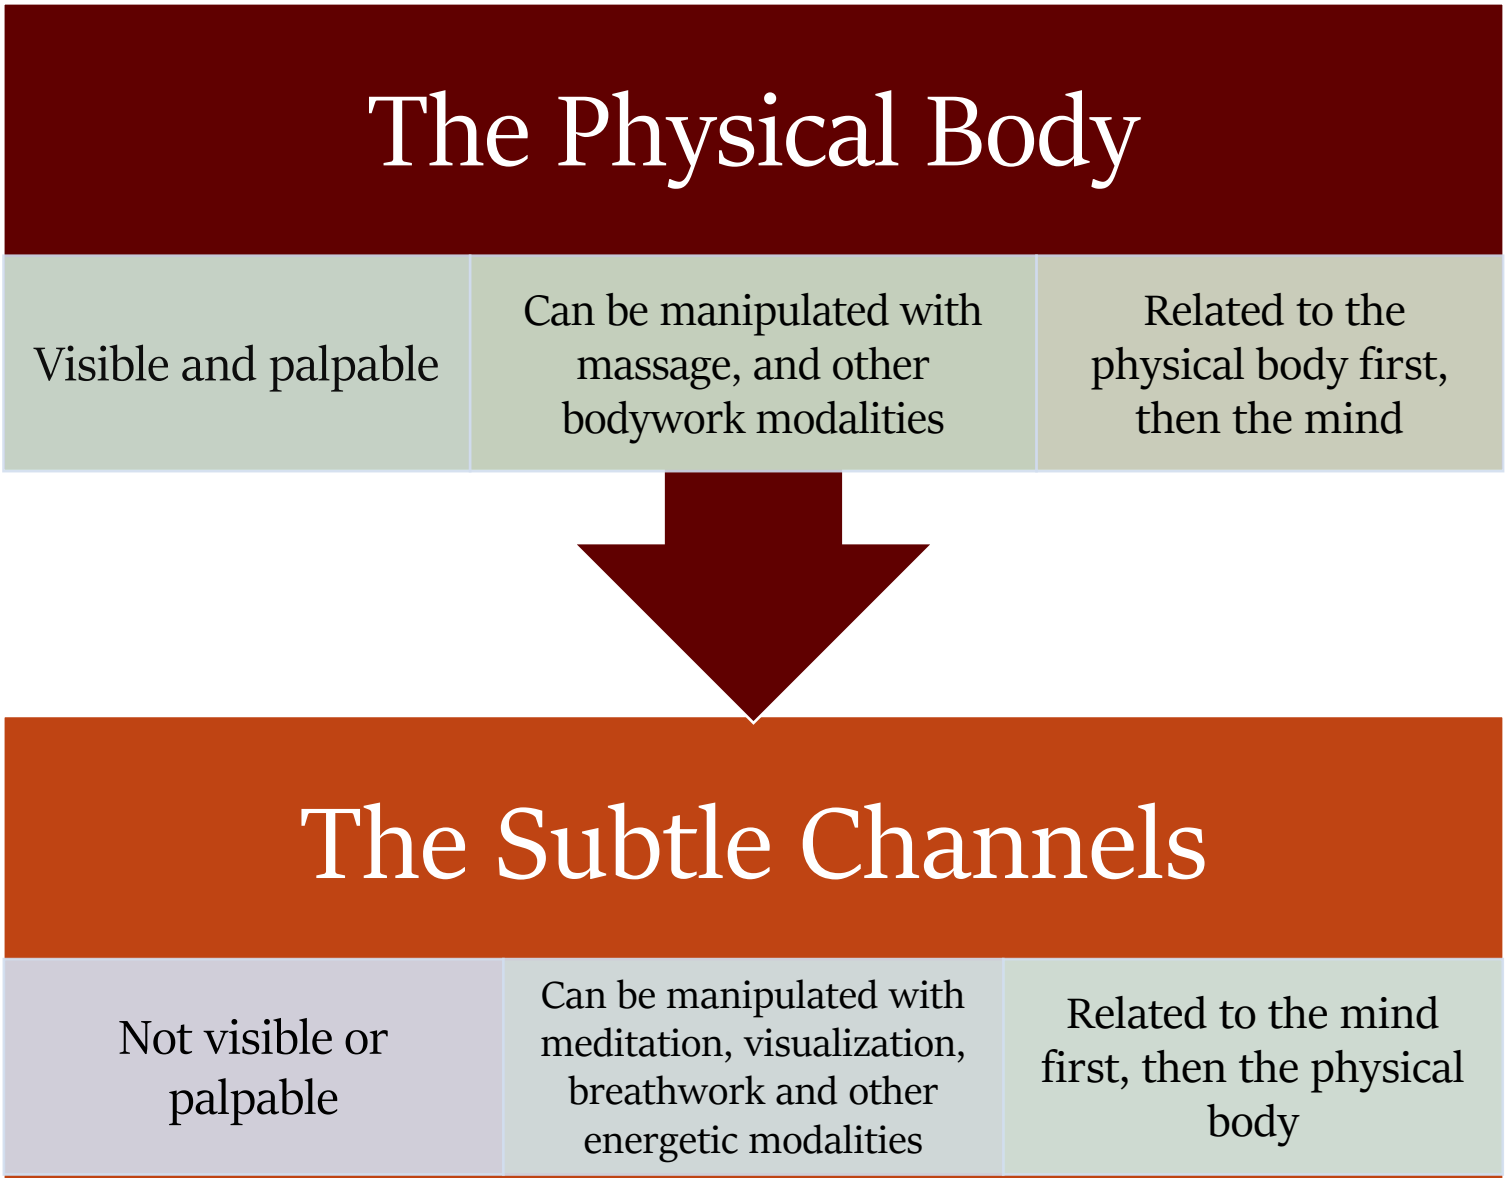 The Physical Body
Visible and palpable
Can be manipulated with
massage, and other
bodywork modalities
Related to the
physical body first,
then the mind
The Subtle Channels
Not visible or
palpable
Can be manipulated with
meditation, visualization,
breathwork and other
energetic modalities
Related to the mind
first, then the physical
body